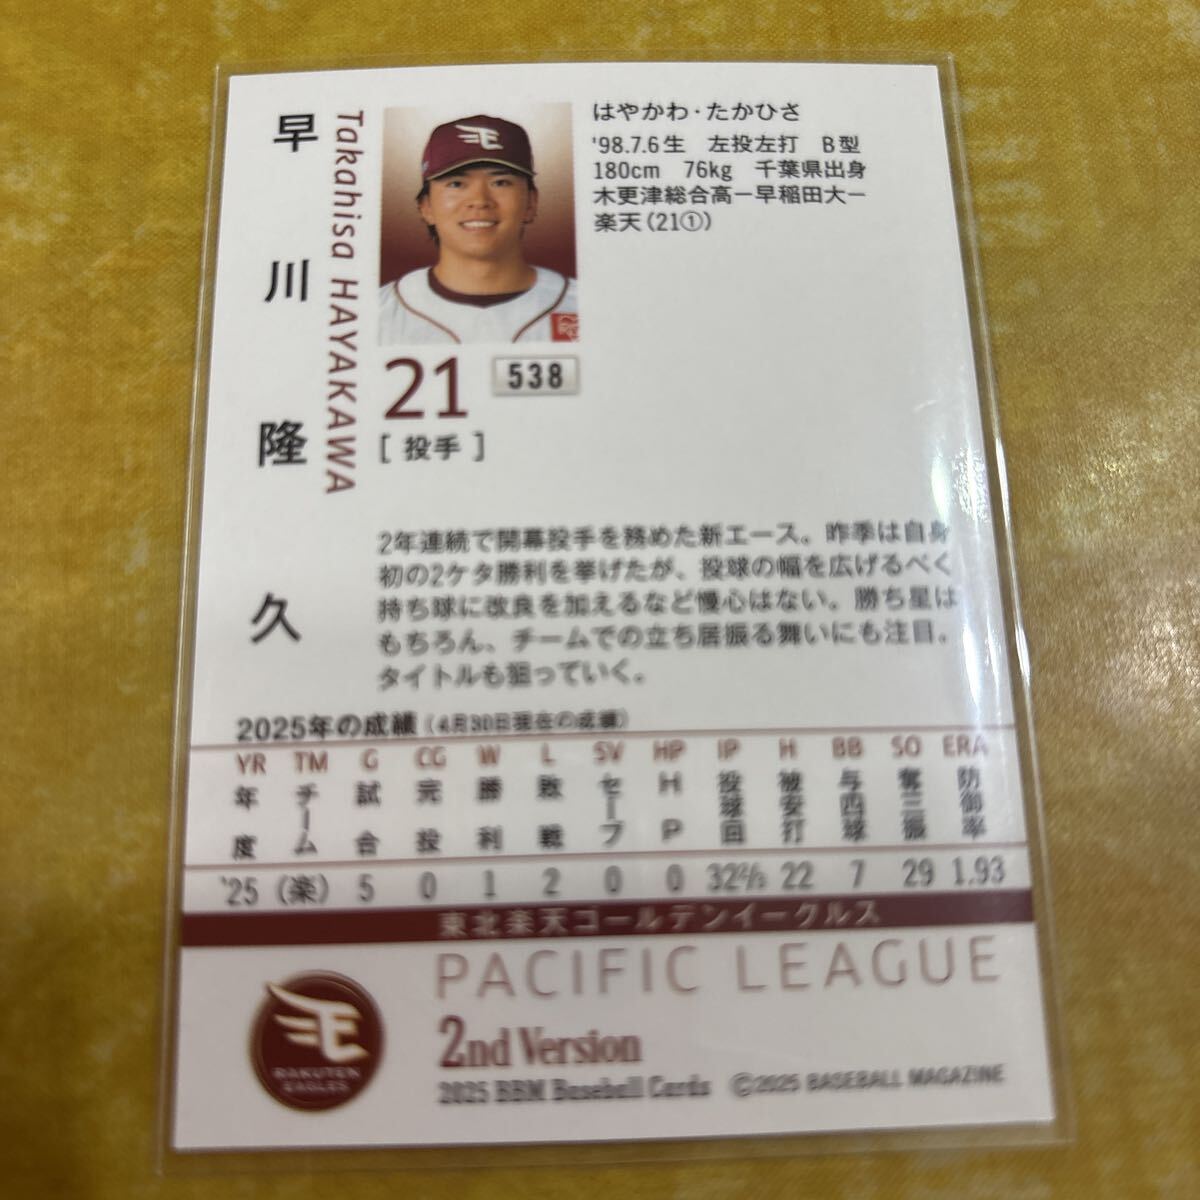 早川隆久
Takahisa HAYAKAWA
はやかわ・たかひさ
'98.7.6生 左投左打 B型
180cm 76kg 千葉県出身
木更津総合高ー早稲田大ー
楽天(21①)
21
538
[投手]
2年連続で開幕投手を務めた新エース。昨季は自身
初の2ケタ勝利を挙げたが、投球の幅を広げるべく
持ち球に改良を加えるなど慢心はない。勝ち星は
もちろん、チームでの立ち居振る舞いにも注目。
タイトルも狙っていく。
2025年の成績(4月30日現在の成績)
YR TM G CG W L SV HP IP H BB SO ERA
年度 チーム 試合 完投 勝利 敗戦 セーブ HP 投球回 被安打 与四球 奪三振 防御率
'25 (楽) 5 0 1 2 0 0 32⅔ 22 7 29 1.93
東北楽天ゴールデンイーグルス
PACIFIC LEAGUE
E
RAKUTEN
EAGLES
2nd Version
2025 BBM Baseball Cards ©2025 BASEBALL MAGAZINE